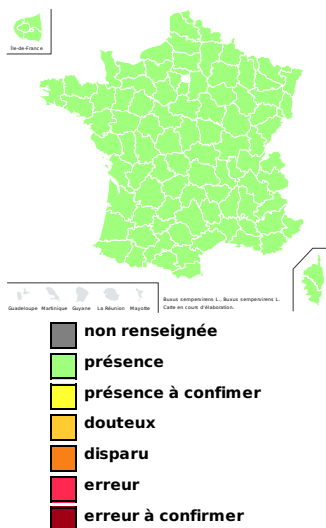 Île-de-France
Guadeloupe Martinique Guyane La Réunion Mayotte
Buxus sempervirens L., Buxus sempervirens L.
Carte en cours d'élaboration.
non renseignée
présence
présence à confimer
douteux
disparu
erreur
erreur à confirmer